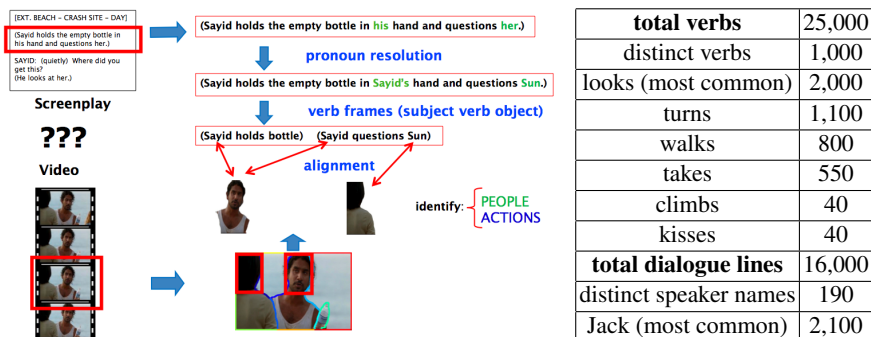 [EXT. BEACH – CRASH SITE – DAY]
(Sayid holds the empty bottle in
his hand and questions her.)
SAYID: (quietly) Where did you
get this?
(He looks at her.)
Screenplay
???
Video
(Sayid holds the empty bottle in his hand and questions her.)
pronoun resolution
(Sayid holds the empty bottle in Sayid's hand and questions Sun.)
verb frames (subject verb object)
(Sayid holds bottle) (Sayid questions Sun)
alignment
identify:
PEOPLE
ACTIONS
total verbs 25,000
distinct verbs 1,000
looks (most common) 2,000
turns 1,100
walks 800
takes 550
climbs 40
kisses 40
total dialogue lines 16,000
distinct speaker names 190
Jack (most common) 2,100